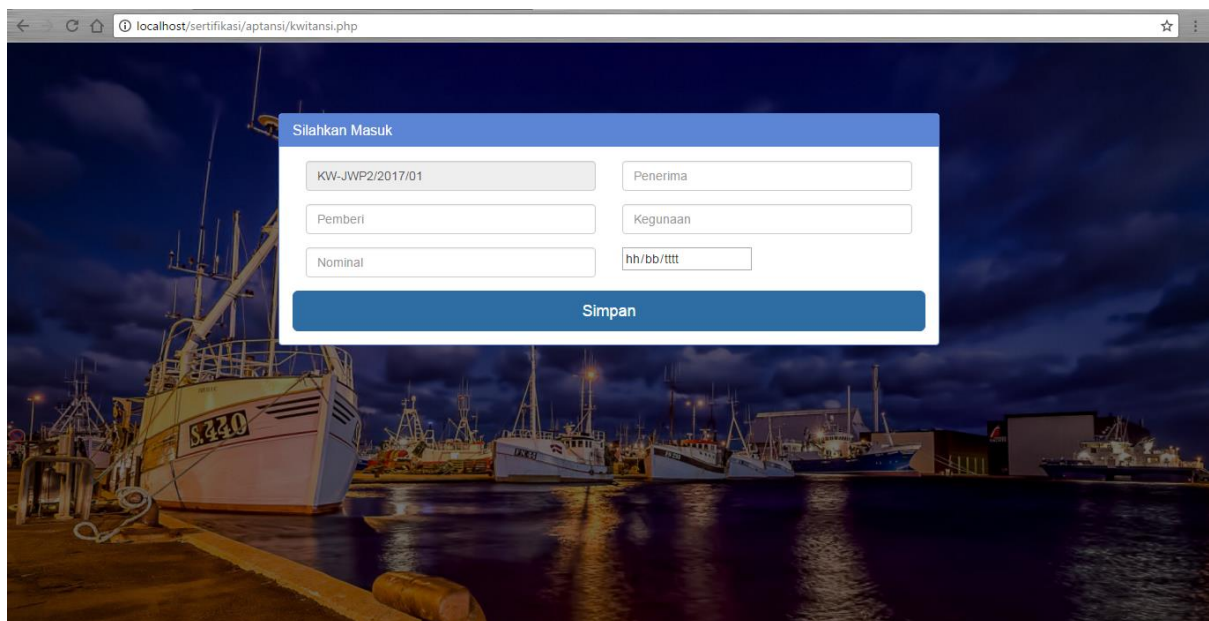 localhost/sertifikasi/aptansi/kwitansi.php
Silahkan Masuk
KW-JWP2/2017/01
Penerima
Pemberi
Kegunaan
Nominal
hh/bb/tttt
Simpan
S.440